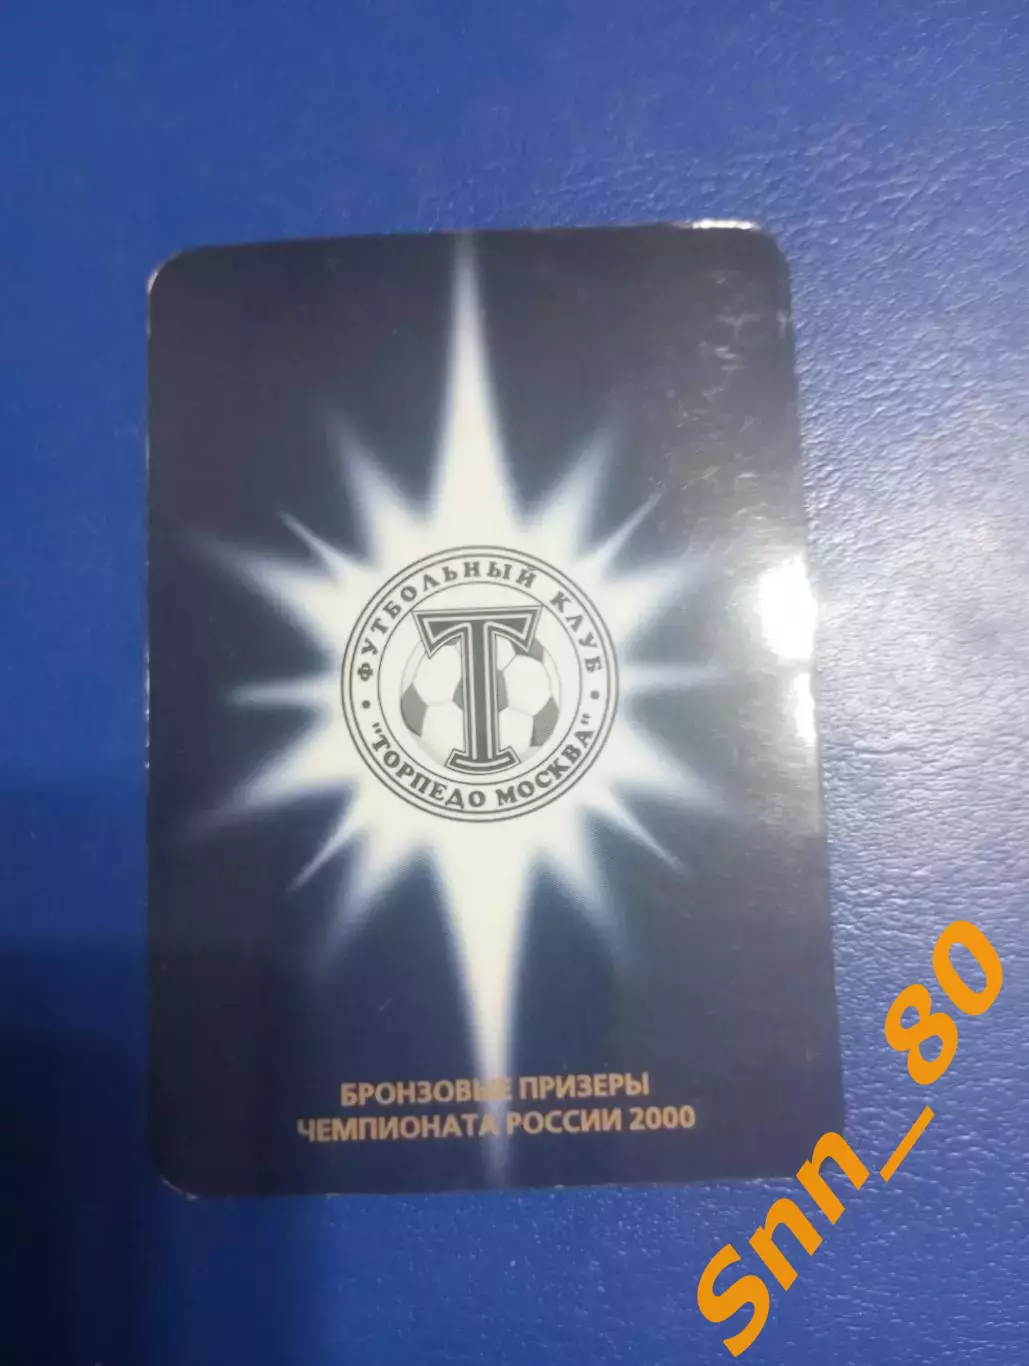 • ФУТБОЛЬНЫЙ КЛУБ •
"ТОРПЕДО МОСКВА"
Т
БРОНЗОВЫЕ ПРИЗЕРЫ
ЧЕМПИОНАТА РОССИИ 2000
Snn_80